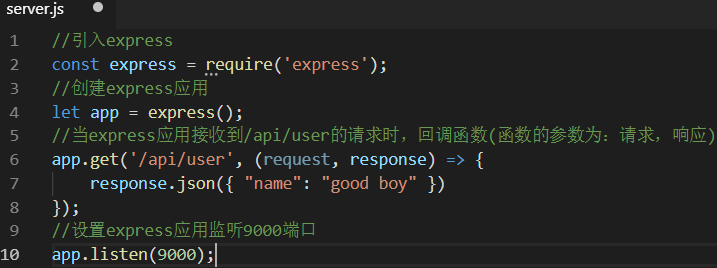 server.js
1 //引入express
2 const express = require('express');
3 //创建express应用
4 let app = express();
5 //当express应用接收到/api/user的请求时，回调函数(函数的参数为：请求，响应)
6 app.get('/api/user', (request, response) => {
7 response.json({ "name": "good boy" })
8 });
9 //设置express应用监听9000端口
10 app.listen(9000);